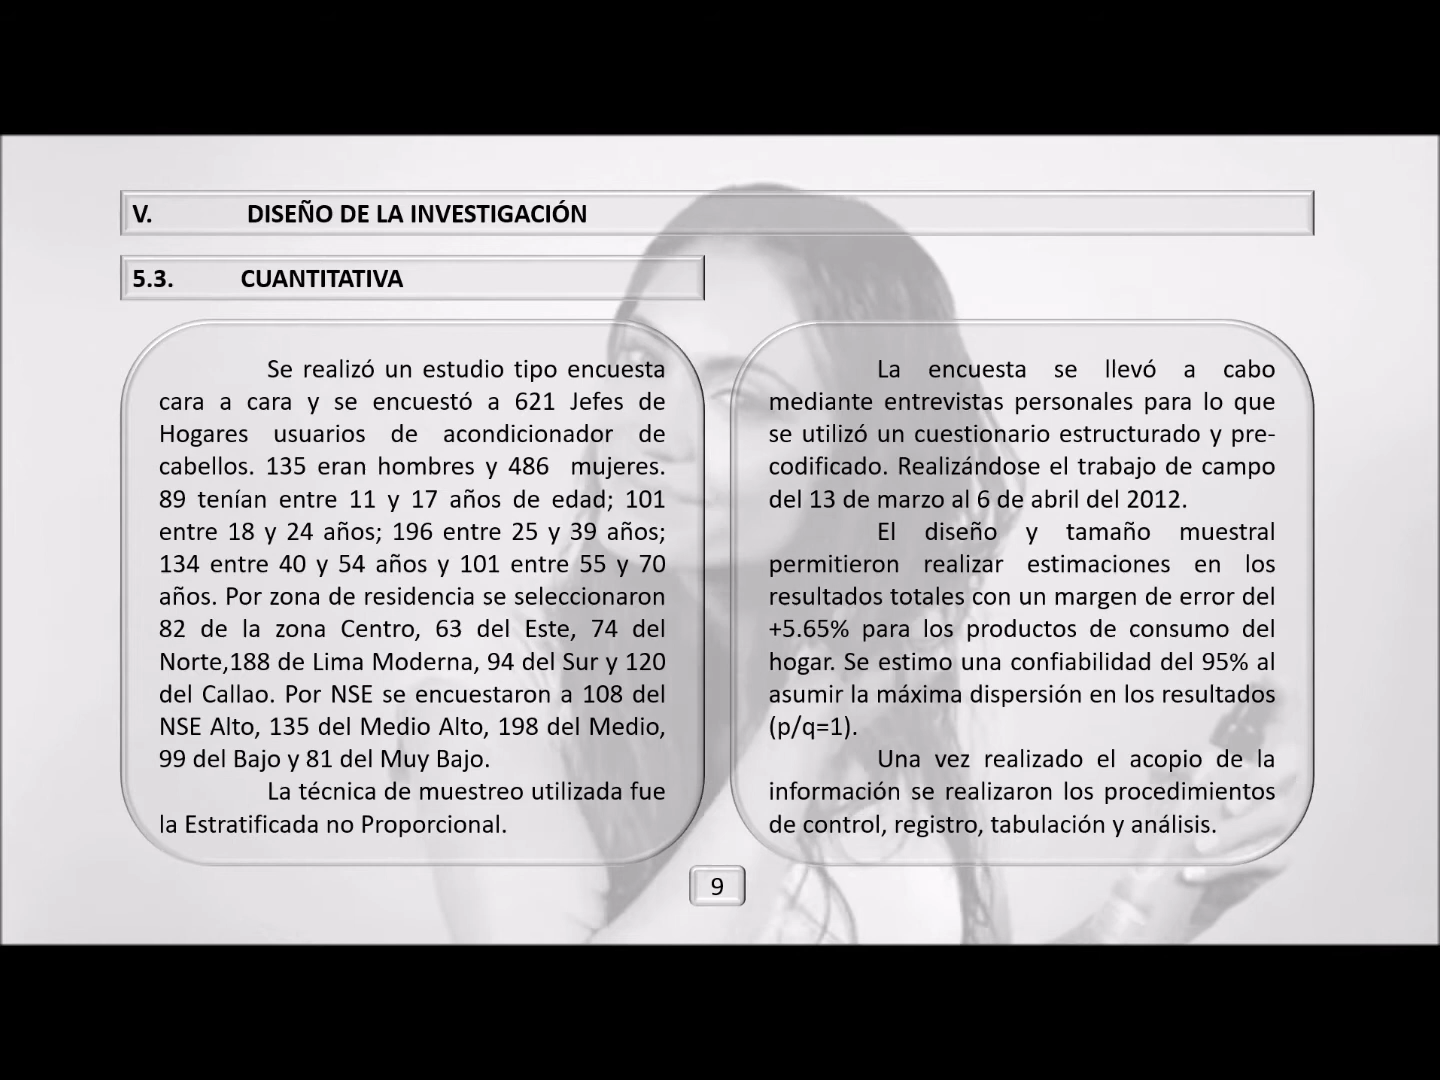 V. DISEÑO DE LA INVESTIGACIÓN
5.3. CUANTITATIVA
Se realizó un estudio tipo encuesta
cara a cara y se encuestó a 621 Jefes de
Hogares usuarios de acondicionador de
cabellos. 135 eran hombres y 486 mujeres.
89 tenían entre 11 y 17 años de edad; 101
entre 18 y 24 años; 196 entre 25 y 39 años;
134 entre 40 y 54 años y 101 entre 55 y 70
años. Por zona de residencia se seleccionaron
82 de la zona Centro, 63 del Este, 74 del
Norte,188 de Lima Moderna, 94 del Sur y 120
del Callao. Por NSE se encuestaron a 108 del
NSE Alto, 135 del Medio Alto, 198 del Medio,
99 del Bajo y 81 del Muy Bajo.
La técnica de muestreo utilizada fue
la Estratificada no Proporcional.
La encuesta se llevó a cabo
mediante entrevistas personales para lo que
se utilizó un cuestionario estructurado y pre-
codificado. Realizándose el trabajo de campo
del 13 de marzo al 6 de abril del 2012.
El diseño y tamaño muestral
permitieron realizar estimaciones en los
resultados totales con un margen de error del
+5.65% para los productos de consumo del
hogar. Se estimo una confiabilidad del 95% al
asumir la máxima dispersión en los resultados
(p/q=1).
Una vez realizado el acopio de la
información se realizaron los procedimientos
de control, registro, tabulación y análisis.
9